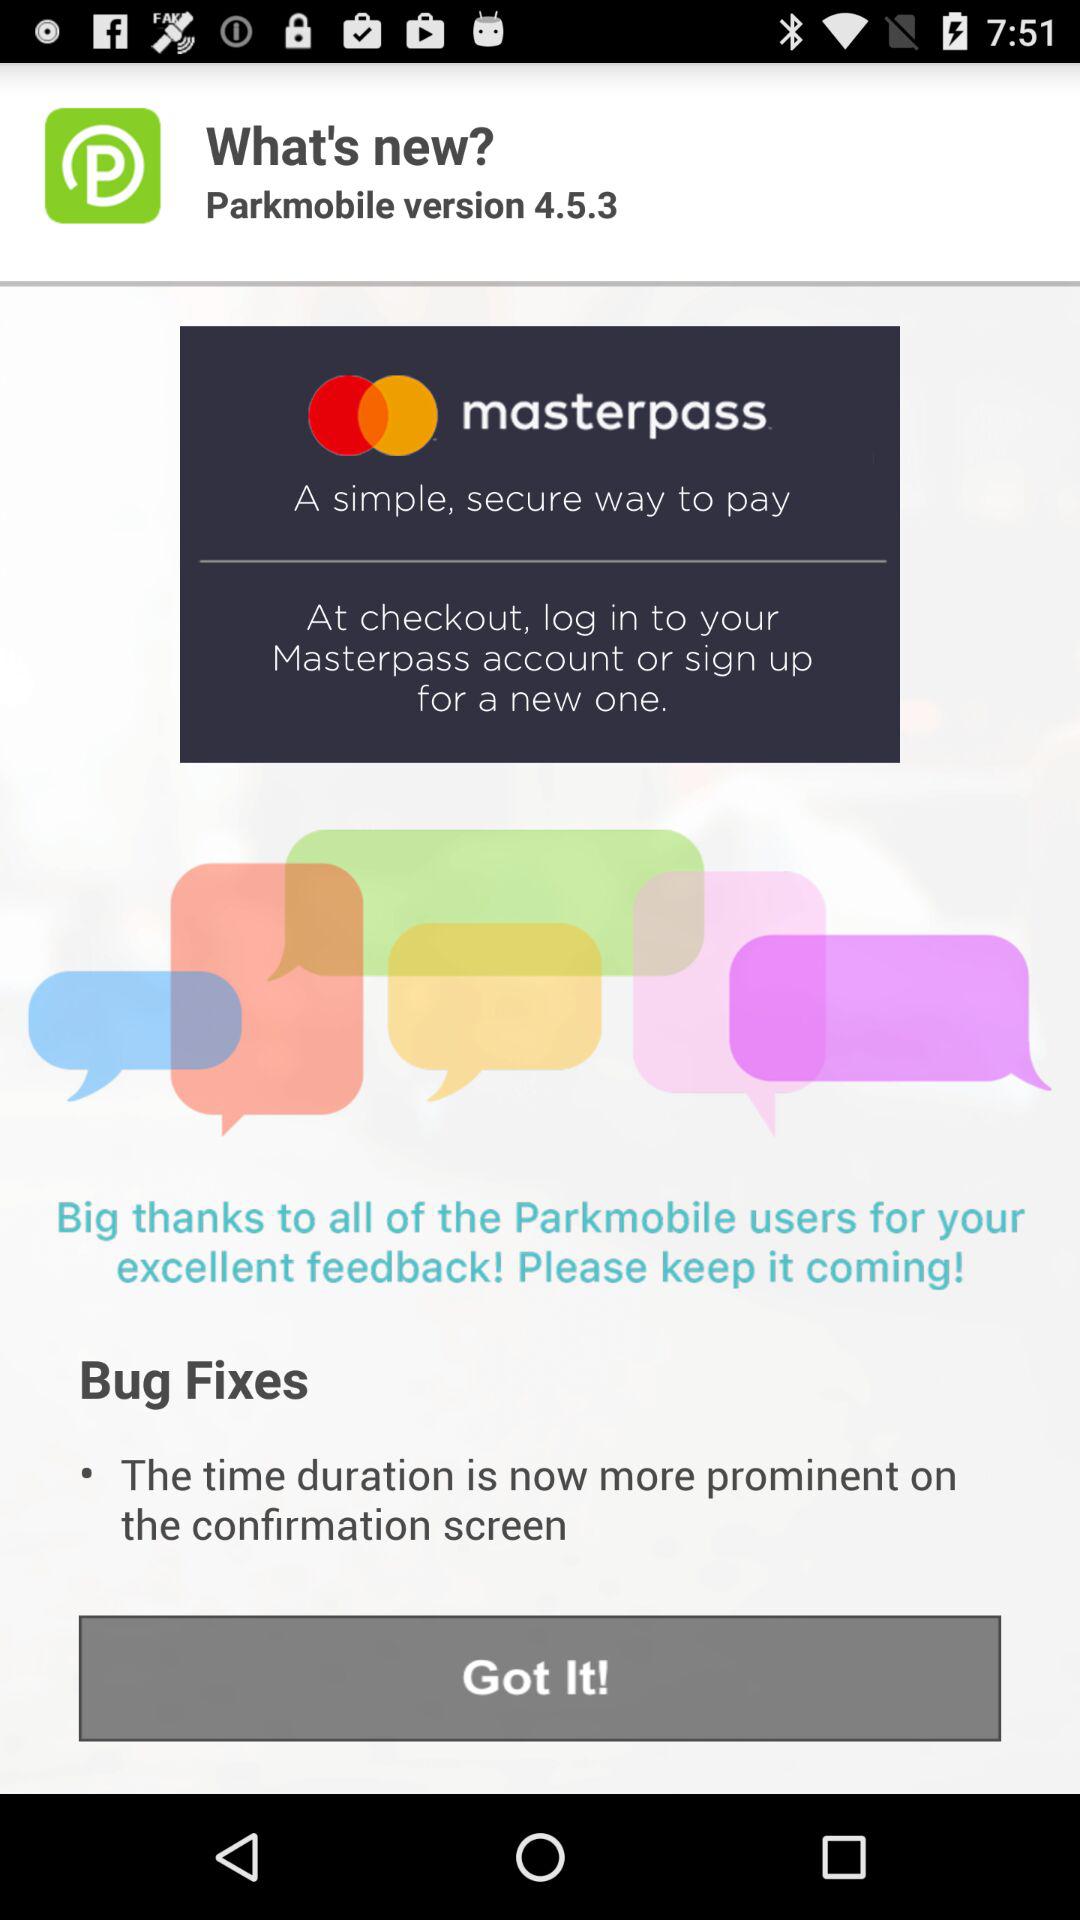 FAKE
7:51
What's new?
Parkmobile version 4.5.3
masterpass
A simple, secure way to pay
At checkout, log in to your
Masterpass account or sign up
for a new one.
Big thanks to all of the Parkmobile users for your
excellent feedback! Please keep it coming!
Bug Fixes
• The time duration is now more prominent on
the confirmation screen
Got It!